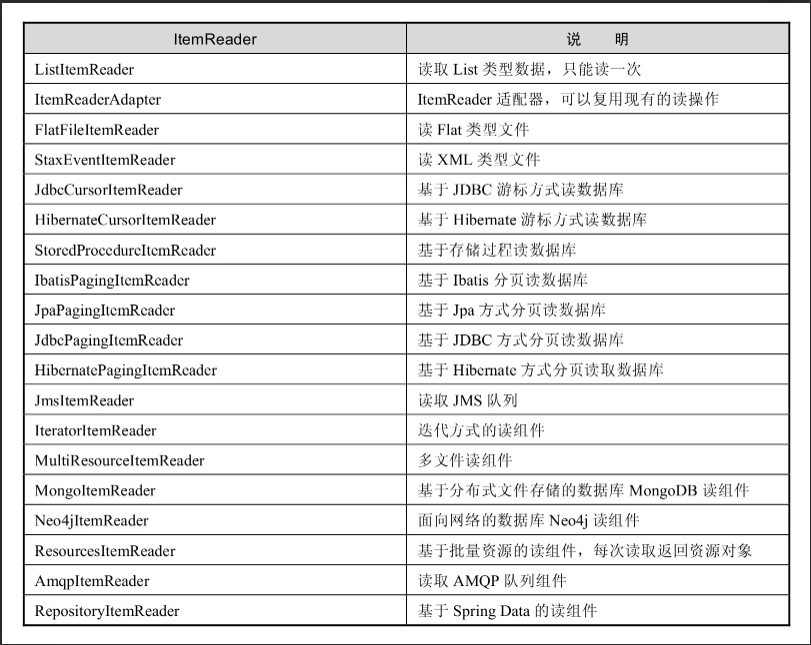 ItemReader 说 明
ListItemReader 读取 List 类型数据，只能读一次
ItemReaderAdapter ItemReader 适配器，可以复用现有的读操作
FlatFileItemReader 读 Flat 类型文件
StaxEventItemReader 读 XML 类型文件
JdbcCursorItemReader 基于 JDBC 游标方式读数据库
HibernateCursorItemReader 基于 Hibernate 游标方式读数据库
StoredProcedureItemReader 基于存储过程读数据库
IbatisPagingItemReader 基于 Ibatis 分页读数据库
JpaPagingItemReader 基于 Jpa 方式分页读数据库
JdbcPagingItemReader 基于 JDBC 方式分页读数据库
HibernatePagingItemReader 基于 Hibernate 方式分页读取数据库
JmsItemReader 读取 JMS 队列
IteratorItemReader 迭代方式的读组件
MultiResourceItemReader 多文件读组件
MongoItemReader 基于分布式文件存储的数据库 MongoDB 读组件
Neo4jItemReader 面向网络的数据库 Neo4j 读组件
ResourcesItemReader 基于批量资源的读组件，每次读取返回资源对象
AmqpItemReader 读取 AMQP 队列组件
RepositoryItemReader 基于 Spring Data 的读组件